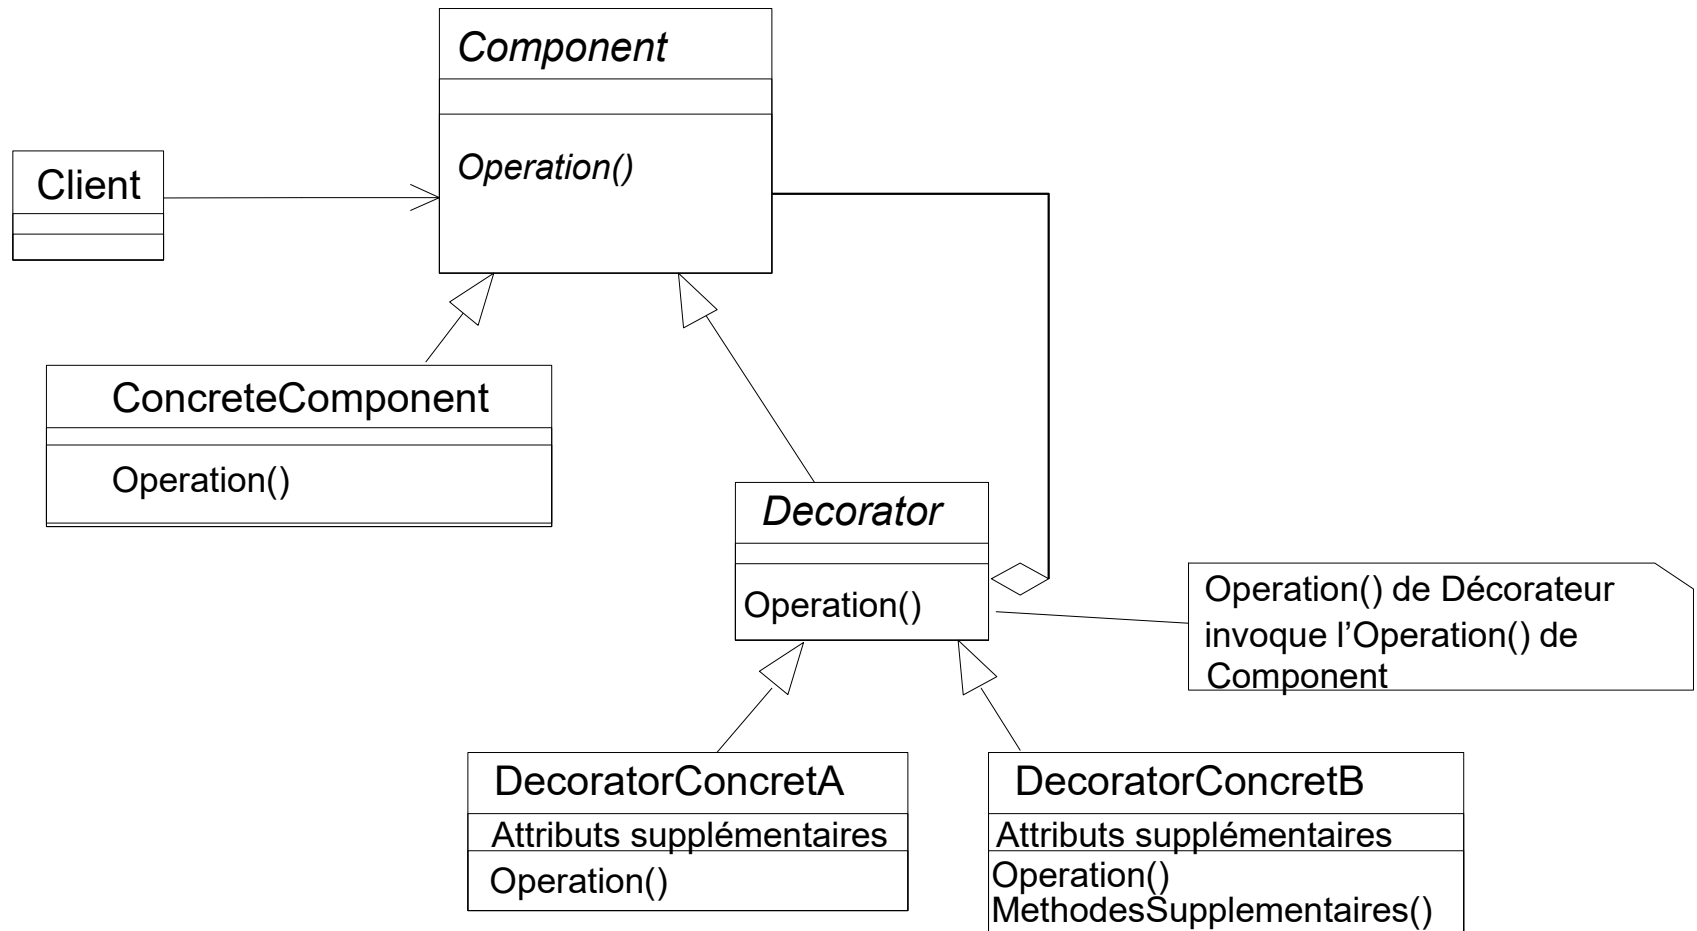 Component
Operation()
Client
ConcreteComponent
Operation()
Decorator
Operation()
Operation() de Décorateur
invoque l’Operation() de
Component
DecoratorConcretA
Attributs supplémentaires
Operation()
DecoratorConcretB
Attributs supplémentaires
Operation()
MethodesSupplementaires()